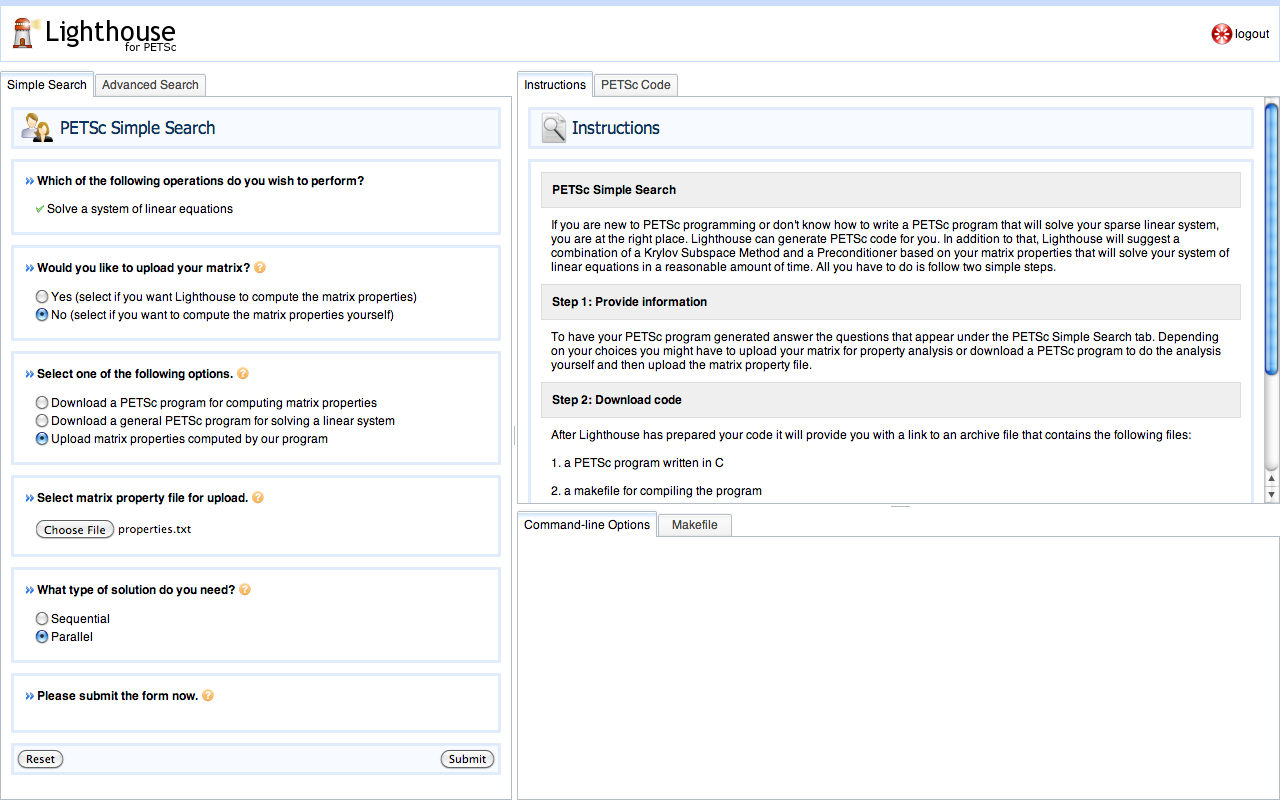 Lighthouse
for PETSc
logout
Simple Search
Advanced Search
PETSc Simple Search
Which of the following operations do you wish to perform?
Solve a system of linear equations
Would you like to upload your matrix?
Yes (select if you want Lighthouse to compute the matrix properties)
No (select if you want to compute the matrix properties yourself)
Select one of the following options.
Download a PETSc program for computing matrix properties
Download a general PETSc program for solving a linear system
Upload matrix properties computed by our program
Select matrix property file for upload.
Choose File properties.txt
What type of solution do you need?
Sequential
Parallel
Please submit the form now.
Reset
Submit
Instructions
PETSc Code
Instructions
PETSc Simple Search
If you are new to PETSc programming or don't know how to write a PETSc program that will solve your sparse linear system,
you are at the right place. Lighthouse can generate PETSc code for you. In addition to that, Lighthouse will suggest a
combination of a Krylov Subspace Method and a Preconditioner based on your matrix properties that will solve your system of
linear equations in a reasonable amount of time. All you have to do is follow two simple steps.
Step 1: Provide information
To have your PETSc program generated answer the questions that appear under the PETSc Simple Search tab. Depending
on your choices you might have to upload your matrix for property analysis or download a PETSc program to do the analysis
yourself and then upload the matrix property file.
Step 2: Download code
After Lighthouse has prepared your code it will provide you with a link to an archive file that contains the following files:
1. a PETSc program written in C
2. a makefile for compiling the program
Command-line Options
Makefile